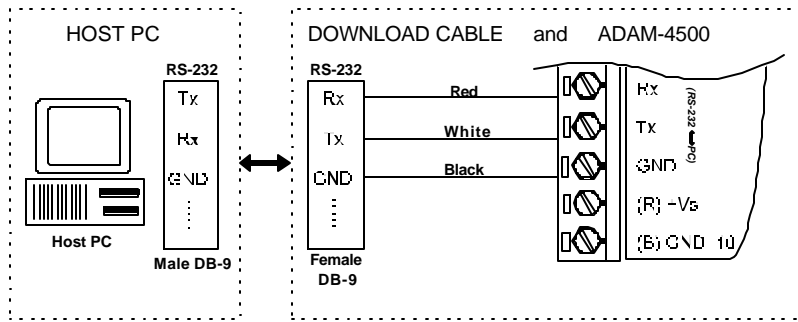 HOST PC
DOWNLOAD CABLE and ADAM-4500
RS-232
Tx
Rx
GND
Host PC
Male DB-9
RS-232
Rx
Tx
GND
Female
DB-9
Red
White
Black
Rx
Tx
GND
(R) +Vs
(B) GND 10
(RS-232 ↔PC)